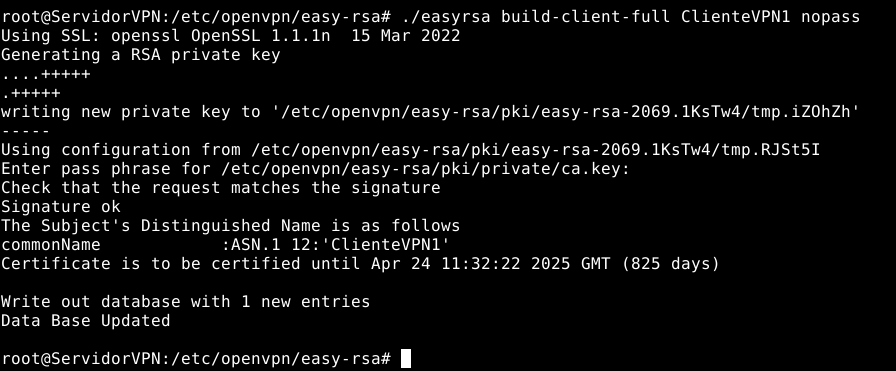 root@ServidorVPN:/etc/openvpn/easy-rsa# ./easyrsa build-client-full ClienteVPN1 nopass
Using SSL: openssl OpenSSL 1.1.1n  15 Mar 2022
Generating a RSA private key
....+++++
.+++++
writing new private key to '/etc/openvpn/easy-rsa/pki/easy-rsa-2069.1KsTw4/tmp.iZOhZh'
-----
Using configuration from /etc/openvpn/easy-rsa/pki/easy-rsa-2069.1KsTw4/tmp.RJSt5I
Enter pass phrase for /etc/openvpn/easy-rsa/pki/private/ca.key:
Check that the request matches the signature
Signature ok
The Subject's Distinguished Name is as follows
commonName            :ASN.1 12:'ClienteVPN1'
Certificate is to be certified until Apr 24 11:32:22 2025 GMT (825 days)

Write out database with 1 new entries
Data Base Updated

root@ServidorVPN:/etc/openvpn/easy-rsa#